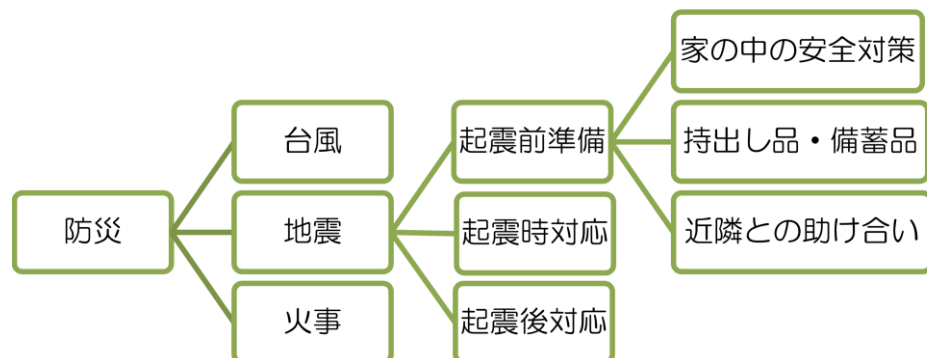 防災
台風
地震
火事
起震前準備
起震時対応
起震後対応
家の中の安全対策
持出し品・備蓄品
近隣との助け合い